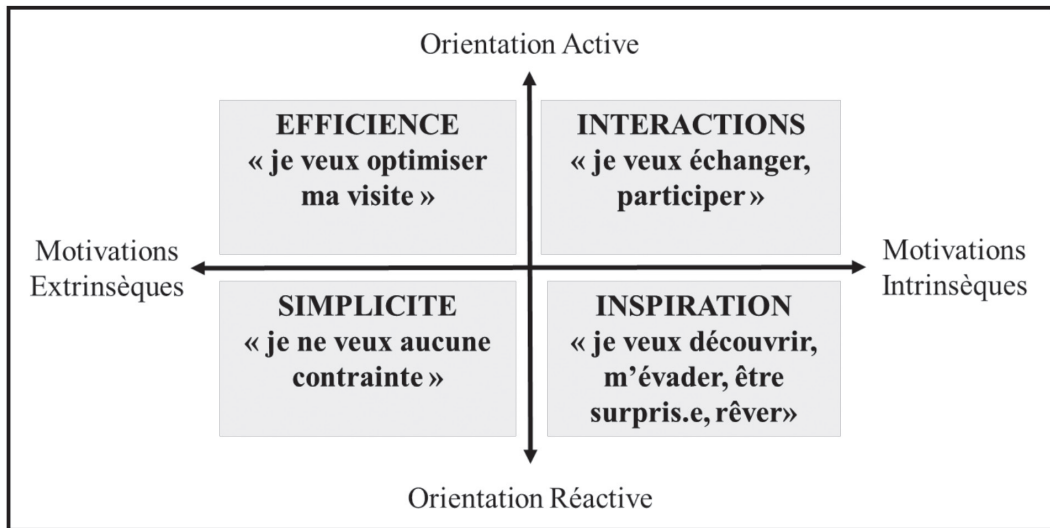 Orientation Active
EFFICIENCE
« je veux optimiser
ma visite »
INTERACTIONS
« je veux échanger,
participer »
Motivations
Extrinsèques
Motivations
Intrinsèques
SIMPLICITE
« je ne veux aucune
contrainte »
INSPIRATION
« je veux découvrir,
m’évader, être
surpris.e, rêver»
Orientation Réactive